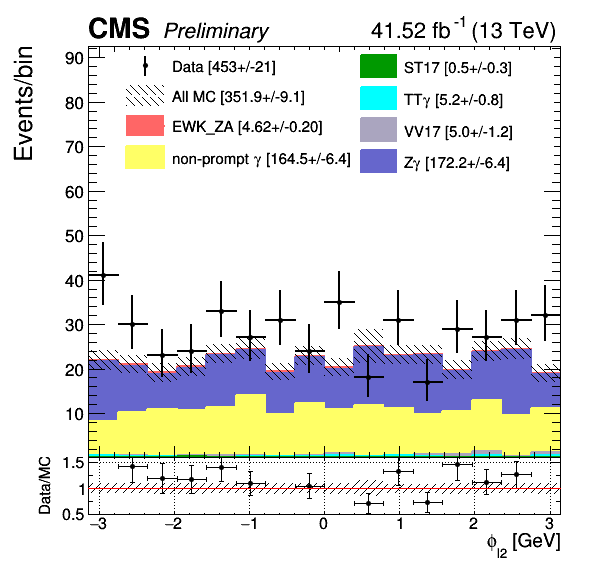 CMS Preliminary 41.52 fb⁻¹ (13 TeV)
Events/bin
Data [453+/-21]
All MC [351.9+/-9.1]
EWK_ZA [4.62+/-0.20]
non-prompt γ [164.5+/-6.4]
ST17 [0.5+/-0.3]
TTγ [5.2+/-0.8]
VV17 [5.0+/-1.2]
Zγ [172.2+/-6.4]
90
80
70
60
50
40
30
20
10
Data/MC
1.5
1
0.5
−3 −2 −1 0 1 2 3
ϕl2 [GeV]